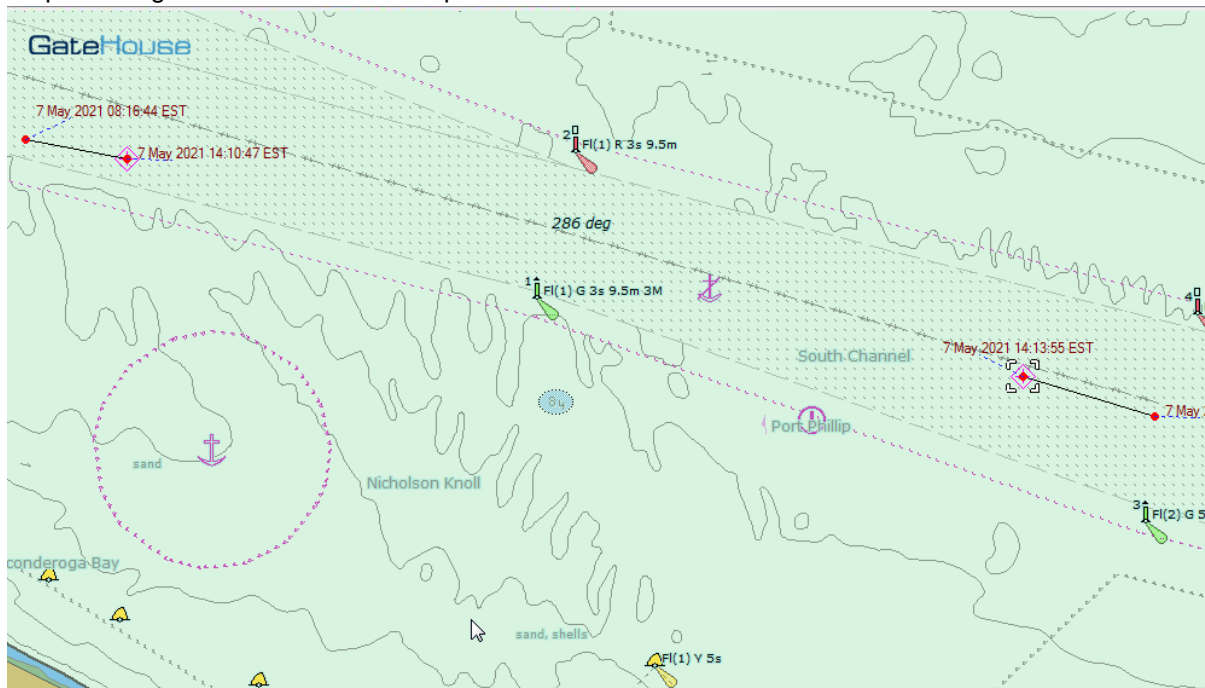 GateHouse
7 May 2021 08:16:44 EST
7 May 2021 14:10:47 EST
2
Fl(1) R 3s 9.5m
286 deg
1
Fl(1) G 3s 9.5m 3M
4
South Channel
7 May 2021 14:13:55 EST
7 May
Port Phillip
sand
Nicholson Knoll
3
Fl(2) G 5
conderoga Bay
sand, shells
Fl(1) Y 5s